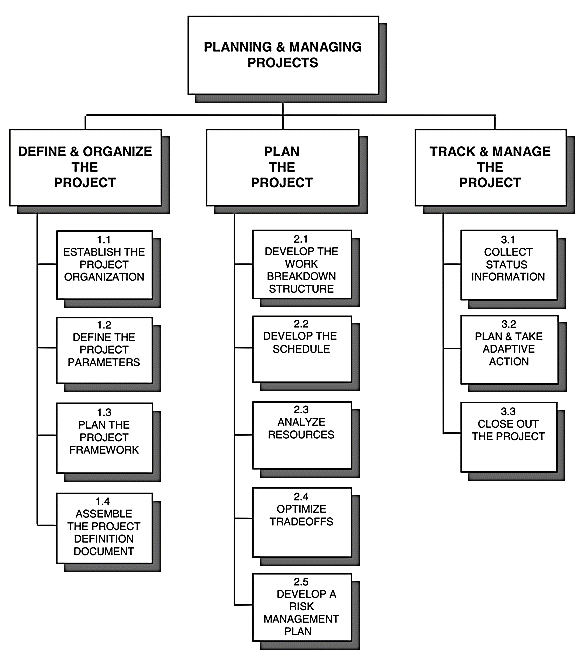 PLANNING & MANAGING
PROJECTS
DEFINE & ORGANIZE
THE
PROJECT
1.1
ESTABLISH THE
PROJECT
ORGANIZATION
1.2
DEFINE THE
PROJECT
PARAMETERS
1.3
PLAN THE
PROJECT
FRAMEWORK
1.4
ASSEMBLE
THE PROJECT
DEFINITION
DOCUMENT
PLAN
THE
PROJECT
2.1
DEVELOP THE
WORK
BREAKDOWN
STRUCTURE
2.2
DEVELOP THE
SCHEDULE
2.3
ANALYZE
RESOURCES
2.4
OPTIMIZE
TRADEOFFS
2.5
DEVELOP A
RISK
MANAGEMENT
PLAN
TRACK & MANAGE
THE
PROJECT
3.1
COLLECT
STATUS
INFORMATION
3.2
PLAN & TAKE
ADAPTIVE
ACTION
3.3
CLOSE OUT
THE PROJECT